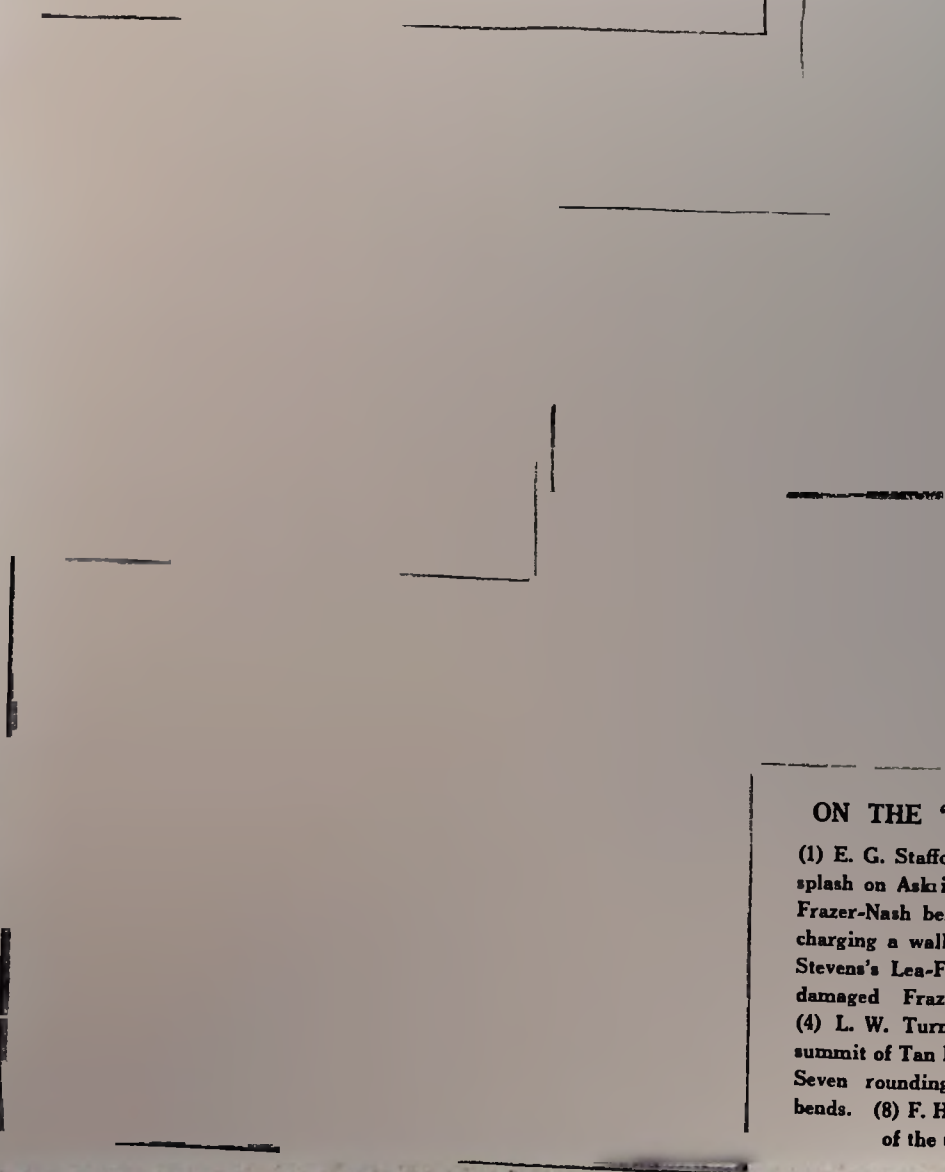 ON THE "
(1) E. G. Staffo
splash on Askri
Frazer-Nash be
charging a wall
Stevens's Lea-F
damaged Fraz
(4) L. W. Turn
summit of Tan
Seven rounding
bends. (8) F. H
of the